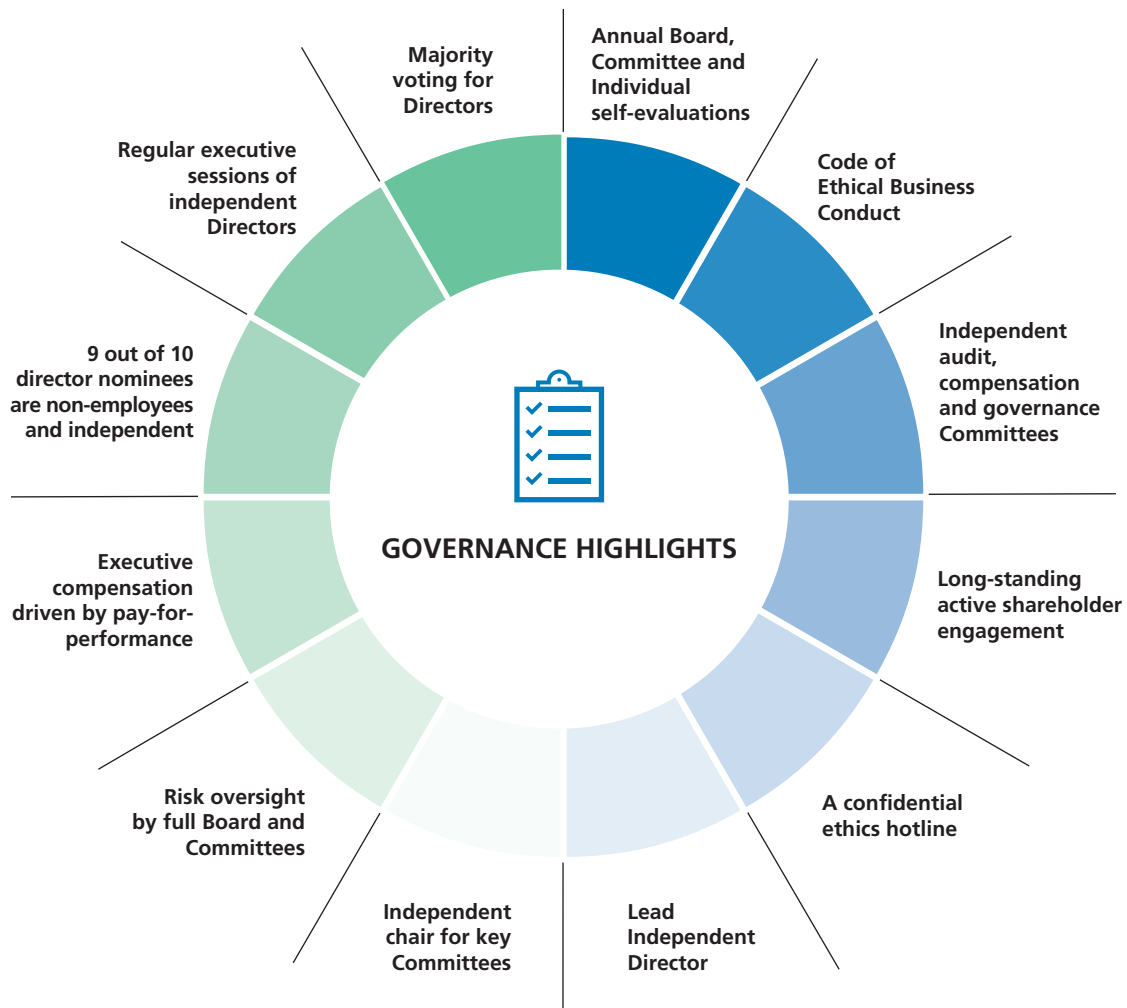 Annual Board,
Committee and
Individual
self-evaluations
Code of
Ethical Business
Conduct
Independent
audit,
compensation
and governance
Committees
Long-standing
active shareholder
engagement
A confidential
ethics hotline
Lead
Independent
Director
Independent
chair for key
Committees
Risk oversight
by full Board and
Committees
Executive
compensation
driven by pay-for-
performance
9 out of 10
director nominees
are non-employees
and independent
Regular executive
sessions of
independent
Directors
Majority
voting for
Directors
GOVERNANCE HIGHLIGHTS